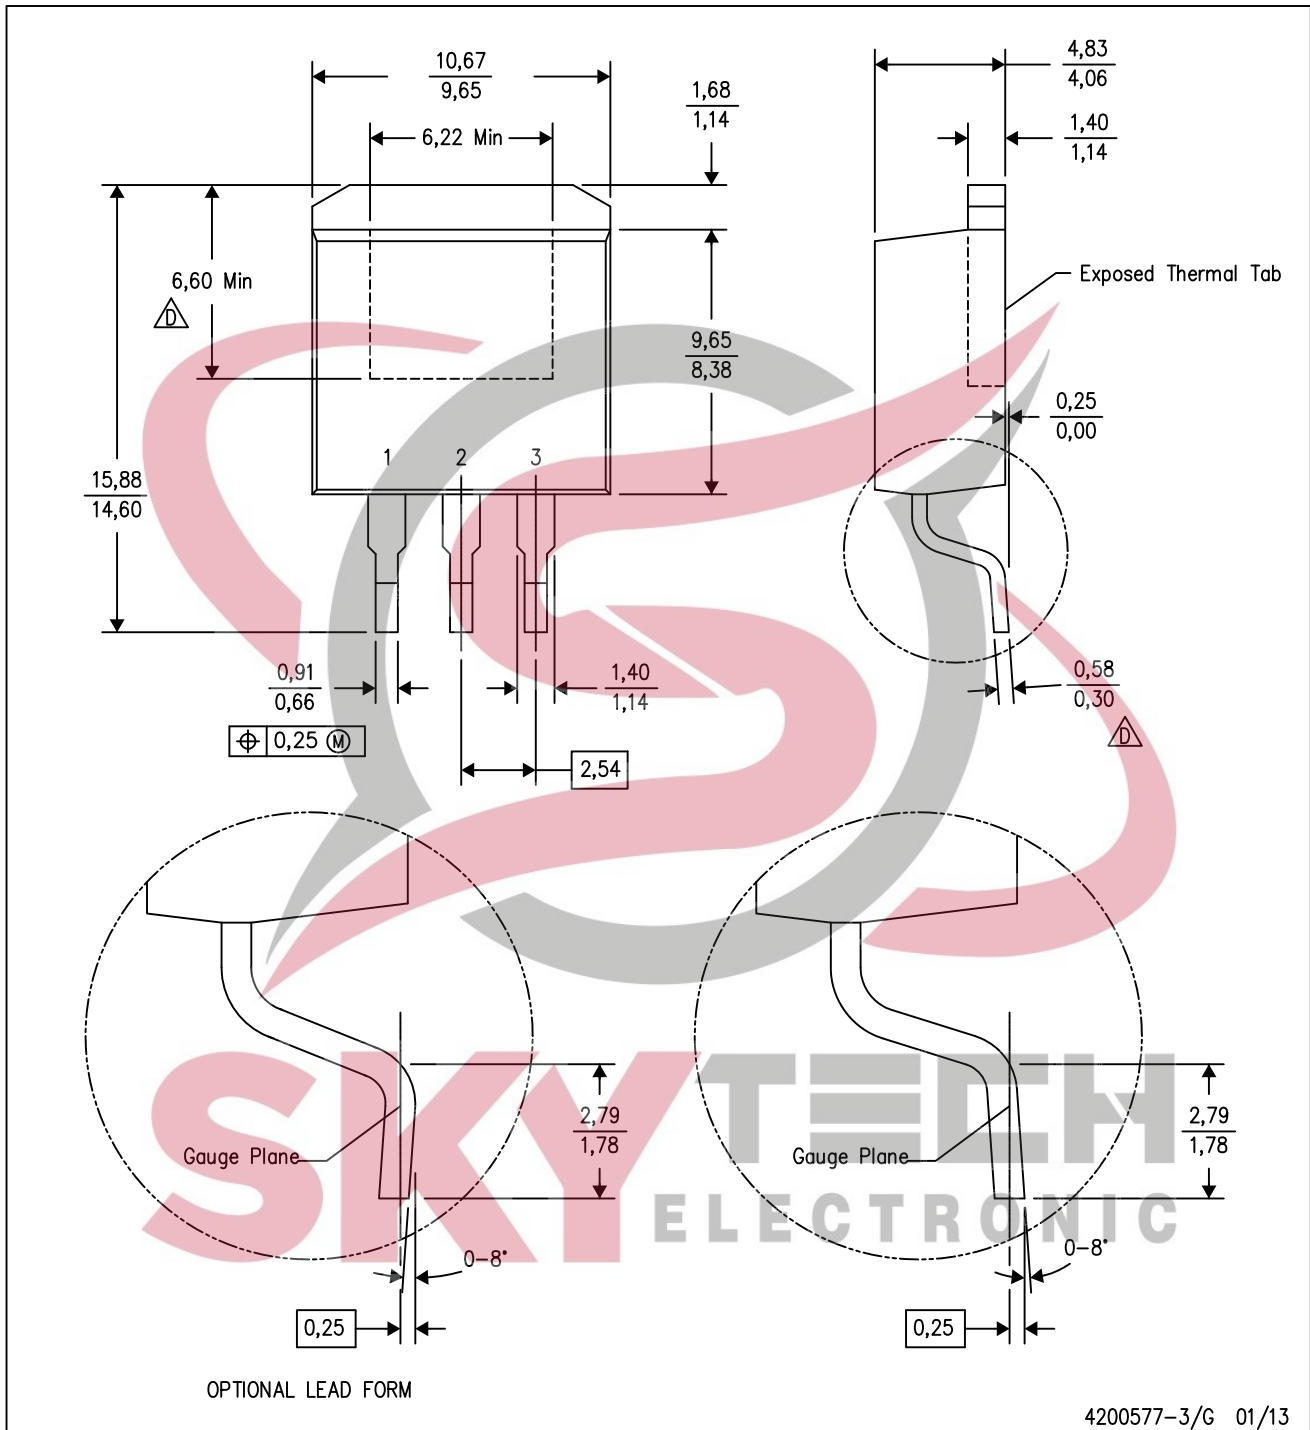 10,67
9,65
4,83
4,06
6,22 Min
1,68
1,14
1,40
1,14
6,60 Min
D
Exposed Thermal Tab
9,65
8,38
0,25
0,00
1 2 3
15,88
14,60
0,91
0,66
1,40
1,14
0,58
0,30
D
0,25 M
2,54
2,79
1,78
2,79
1,78
Gauge Plane
Gauge Plane
SKYTECH
ELECTRONIC
0-8°
0-8°
0,25
0,25
OPTIONAL LEAD FORM
4200577-3/G 01/13